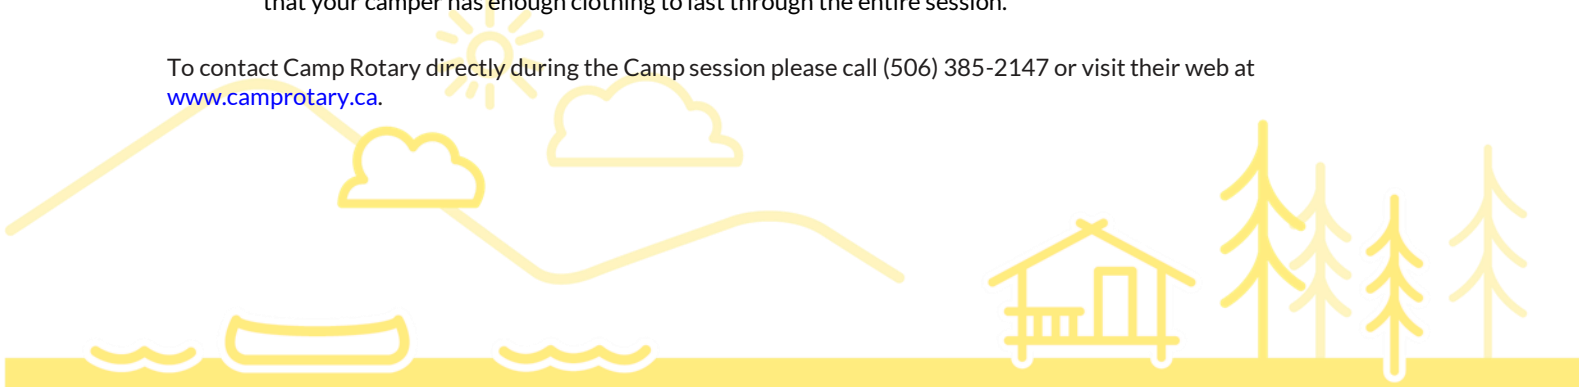 that your camper has enough clothing to last through the entire session.
To contact Camp Rotary directly during the Camp session please call (506) 385-2147 or visit their web at
www.camprotary.ca.